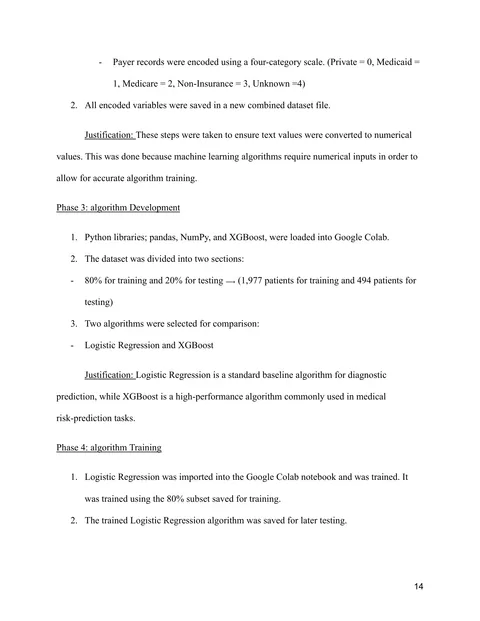 - Payer records were encoded using a four-category scale. (Private = 0, Medicaid =
1, Medicare = 2, Non-Insurance = 3, Unknown =4)
2. All encoded variables were saved in a new combined dataset file.
Justification: These steps were taken to ensure text values were converted to numerical
values. This was done because machine learning algorithms require numerical inputs in order to
allow for accurate algorithm training.
Phase 3: algorithm Development
1. Python libraries; pandas, NumPy, and XGBoost, were loaded into Google Colab.
2. The dataset was divided into two sections:
- 80% for training and 20% for testing → (1,977 patients for training and 494 patients for
testing)
3. Two algorithms were selected for comparison:
- Logistic Regression and XGBoost
Justification: Logistic Regression is a standard baseline algorithm for diagnostic
prediction, while XGBoost is a high-performance algorithm commonly used in medical
risk-prediction tasks.
Phase 4: algorithm Training
1. Logistic Regression was imported into the Google Colab notebook and was trained. It
was trained using the 80% subset saved for training.
2. The trained Logistic Regression algorithm was saved for later testing.
14